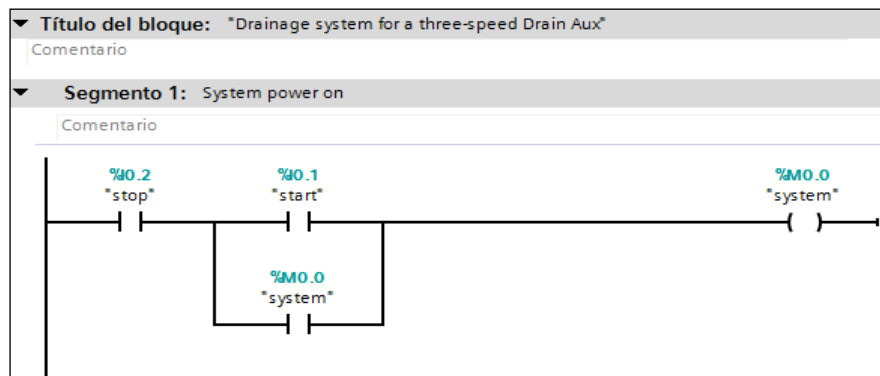 Título del bloque: "Drainage system for a three-speed Drain Aux"
Comentario
Segmento 1: System power on
Comentario
%I0.2 %I0.1 %M0.0
"stop" "start" "system"
%M0.0
"system"